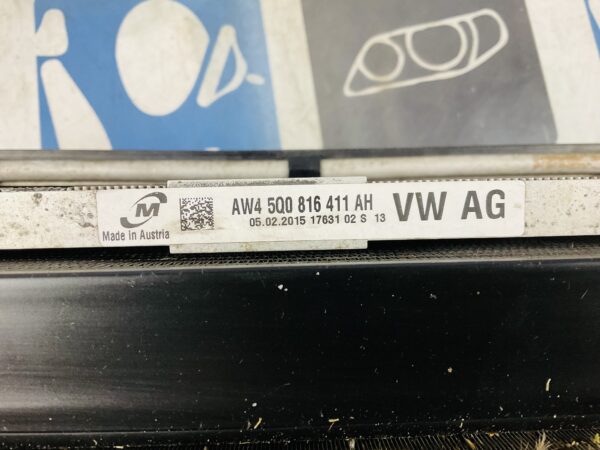 M
Made in Austria
AW4 5Q0 816 411 AH
05.02.2015 17631 02 S 13
VW AG